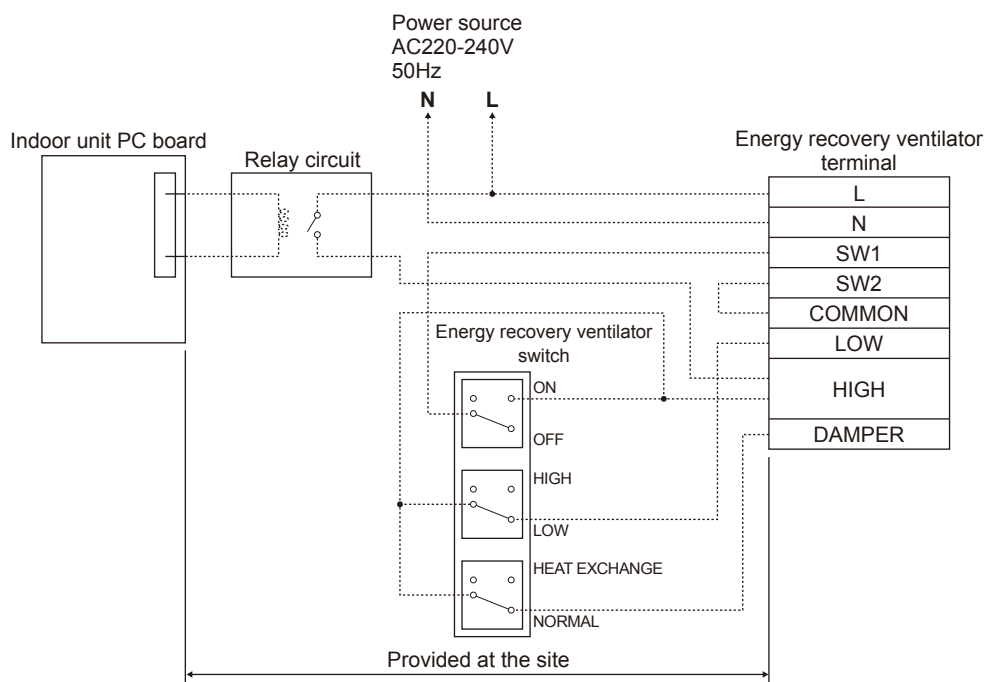 Power source
AC220-240V
50Hz
N L
Indoor unit PC board
Relay circuit
Energy recovery ventilator
terminal
L
N
SW1
SW2
COMMON
LOW
HIGH
DAMPER
Energy recovery ventilator
switch
ON
OFF
HIGH
LOW
HEAT EXCHANGE
NORMAL
Provided at the site